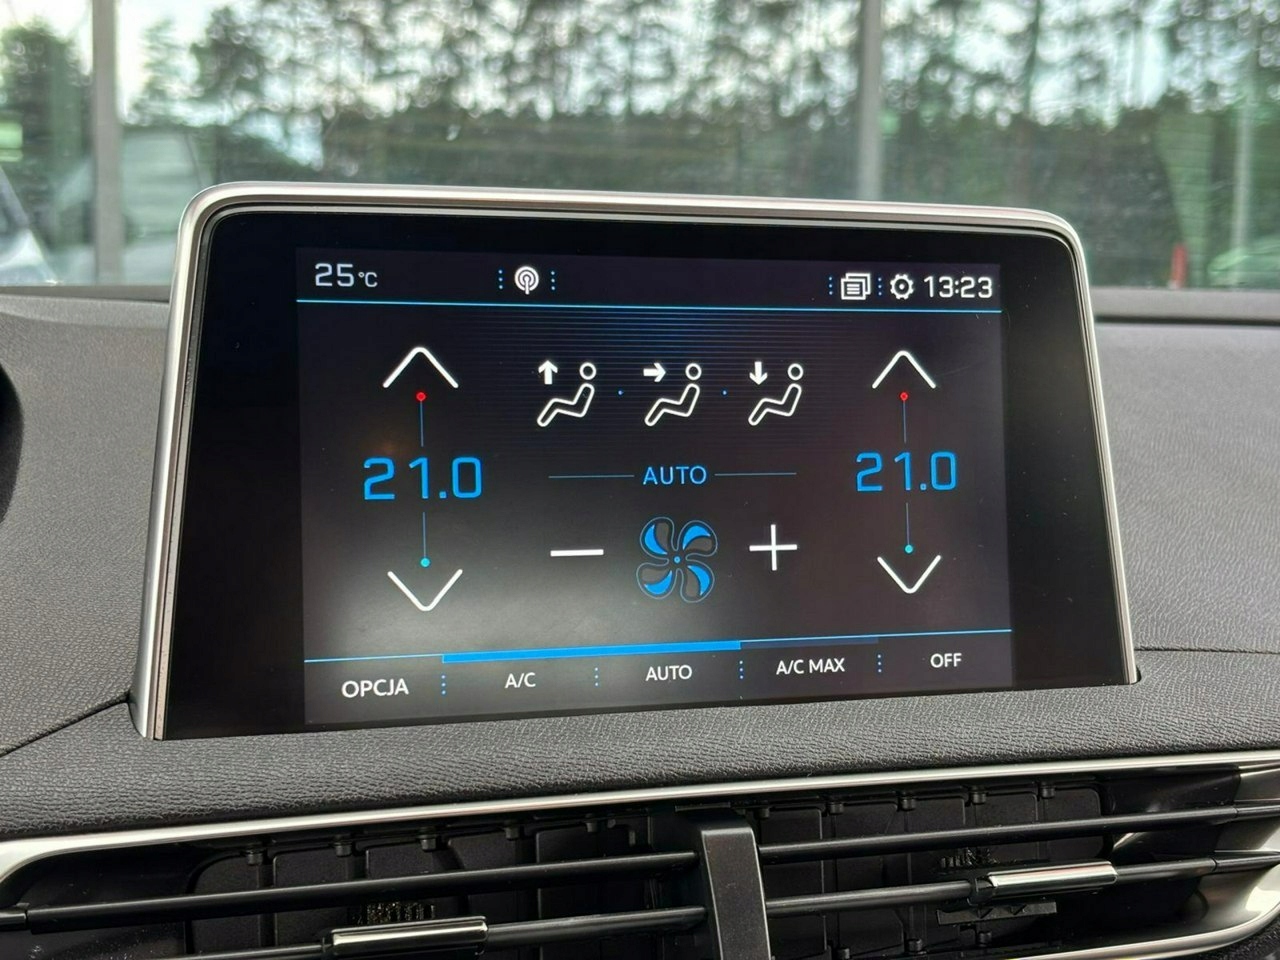 25°C 13:23
21.0 AUTO 21.0
OPCJA A/C AUTO A/C MAX OFF